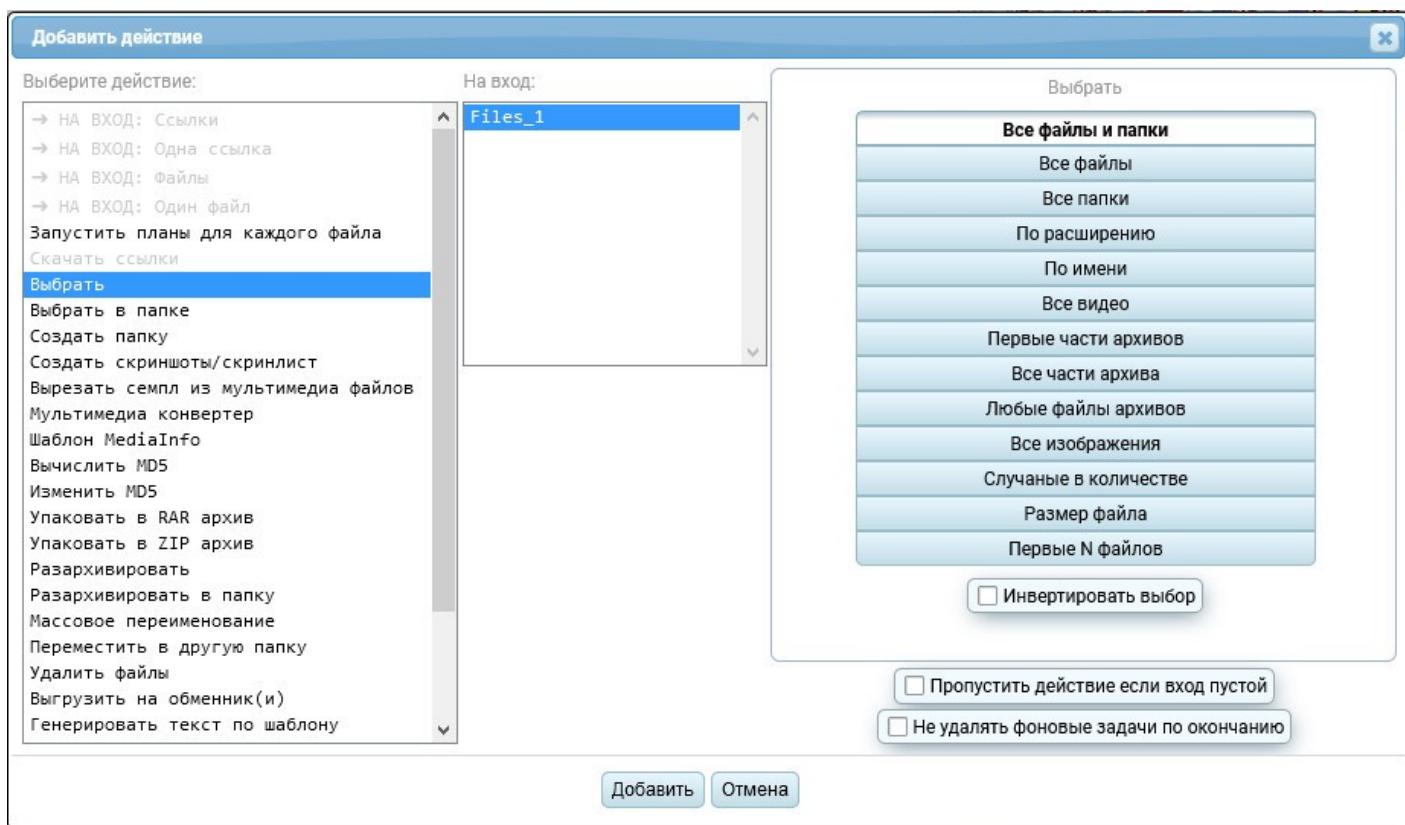 Добавить действие
Выберите действие:
→ НА ВХОД: Ссылки
→ НА ВХОД: Одна ссылка
→ НА ВХОД: Файлы
→ НА ВХОД: Один файл
Запустить планы для каждого файла
Скачать ссылки
Выбрать
Выбрать в папке
Создать папку
Создать скриншоты/скринлист
Вырезать семпл из мультимедиа файлов
Мультимедиа конвертер
Шаблон MediaInfo
Вычислить MD5
Изменить MD5
Упаковать в RAR архив
Упаковать в ZIP архив
Разархивировать
Разархивировать в папку
Массовое переименование
Переместить в другую папку
Удалить файлы
Выгрузить на обменник(и)
Генерировать текст по шаблону
На вход:
Files_1
Выбрать
Все файлы и папки
Все файлы
Все папки
По расширению
По имени
Все видео
Первые части архивов
Все части архива
Любые файлы архивов
Все изображения
Случаные в количестве
Размер файла
Первые N файлов
Инвертировать выбор
Пропустить действие если вход пустой
Не удалять фоновые задачи по окончанию
Добавить
Отмена